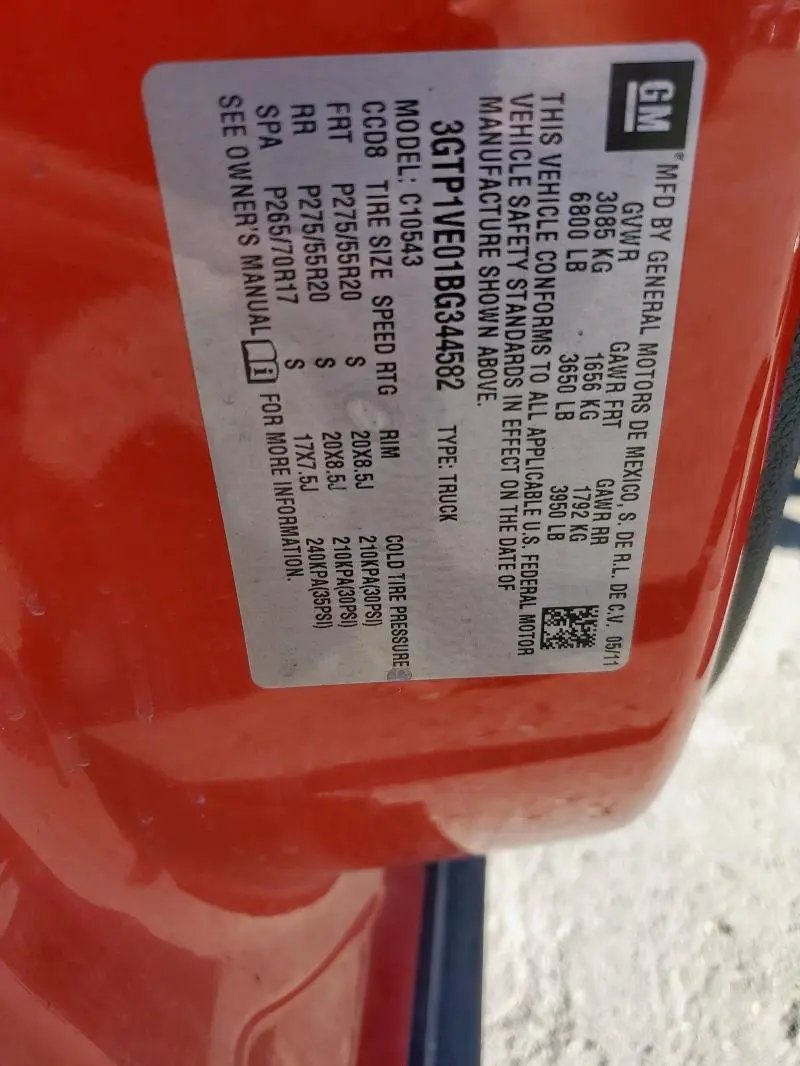 GM
®MFD BY GENERAL MOTORS DE MEXICO, S. DE R.L. DE C.V. 05/11
GVWR GAWR FRT GAWR RR
3085 KG 1656 KG 1792 KG
6800 LB 3650 LB 3950 LB
THIS VEHICLE CONFORMS TO ALL APPLICABLE U.S. FEDERAL MOTOR
VEHICLE SAFETY STANDARDS IN EFFECT ON THE DATE OF
MANUFACTURE SHOWN ABOVE.
3GTP1VE01BG344582 TYPE: TRUCK
MODEL: C10543
CCD8 TIRE SIZE SPEED RTG RIM COLD TIRE PRESSURE
FRT P275/55R20 S 20X8.5J 210KPA(30PSI)
RR P275/55R20 S 20X8.5J 210KPA(30PSI)
SPA P265/70R17 S 17X7.5J 240KPA(35PSI)
SEE OWNER'S MANUAL i FOR MORE INFORMATION.